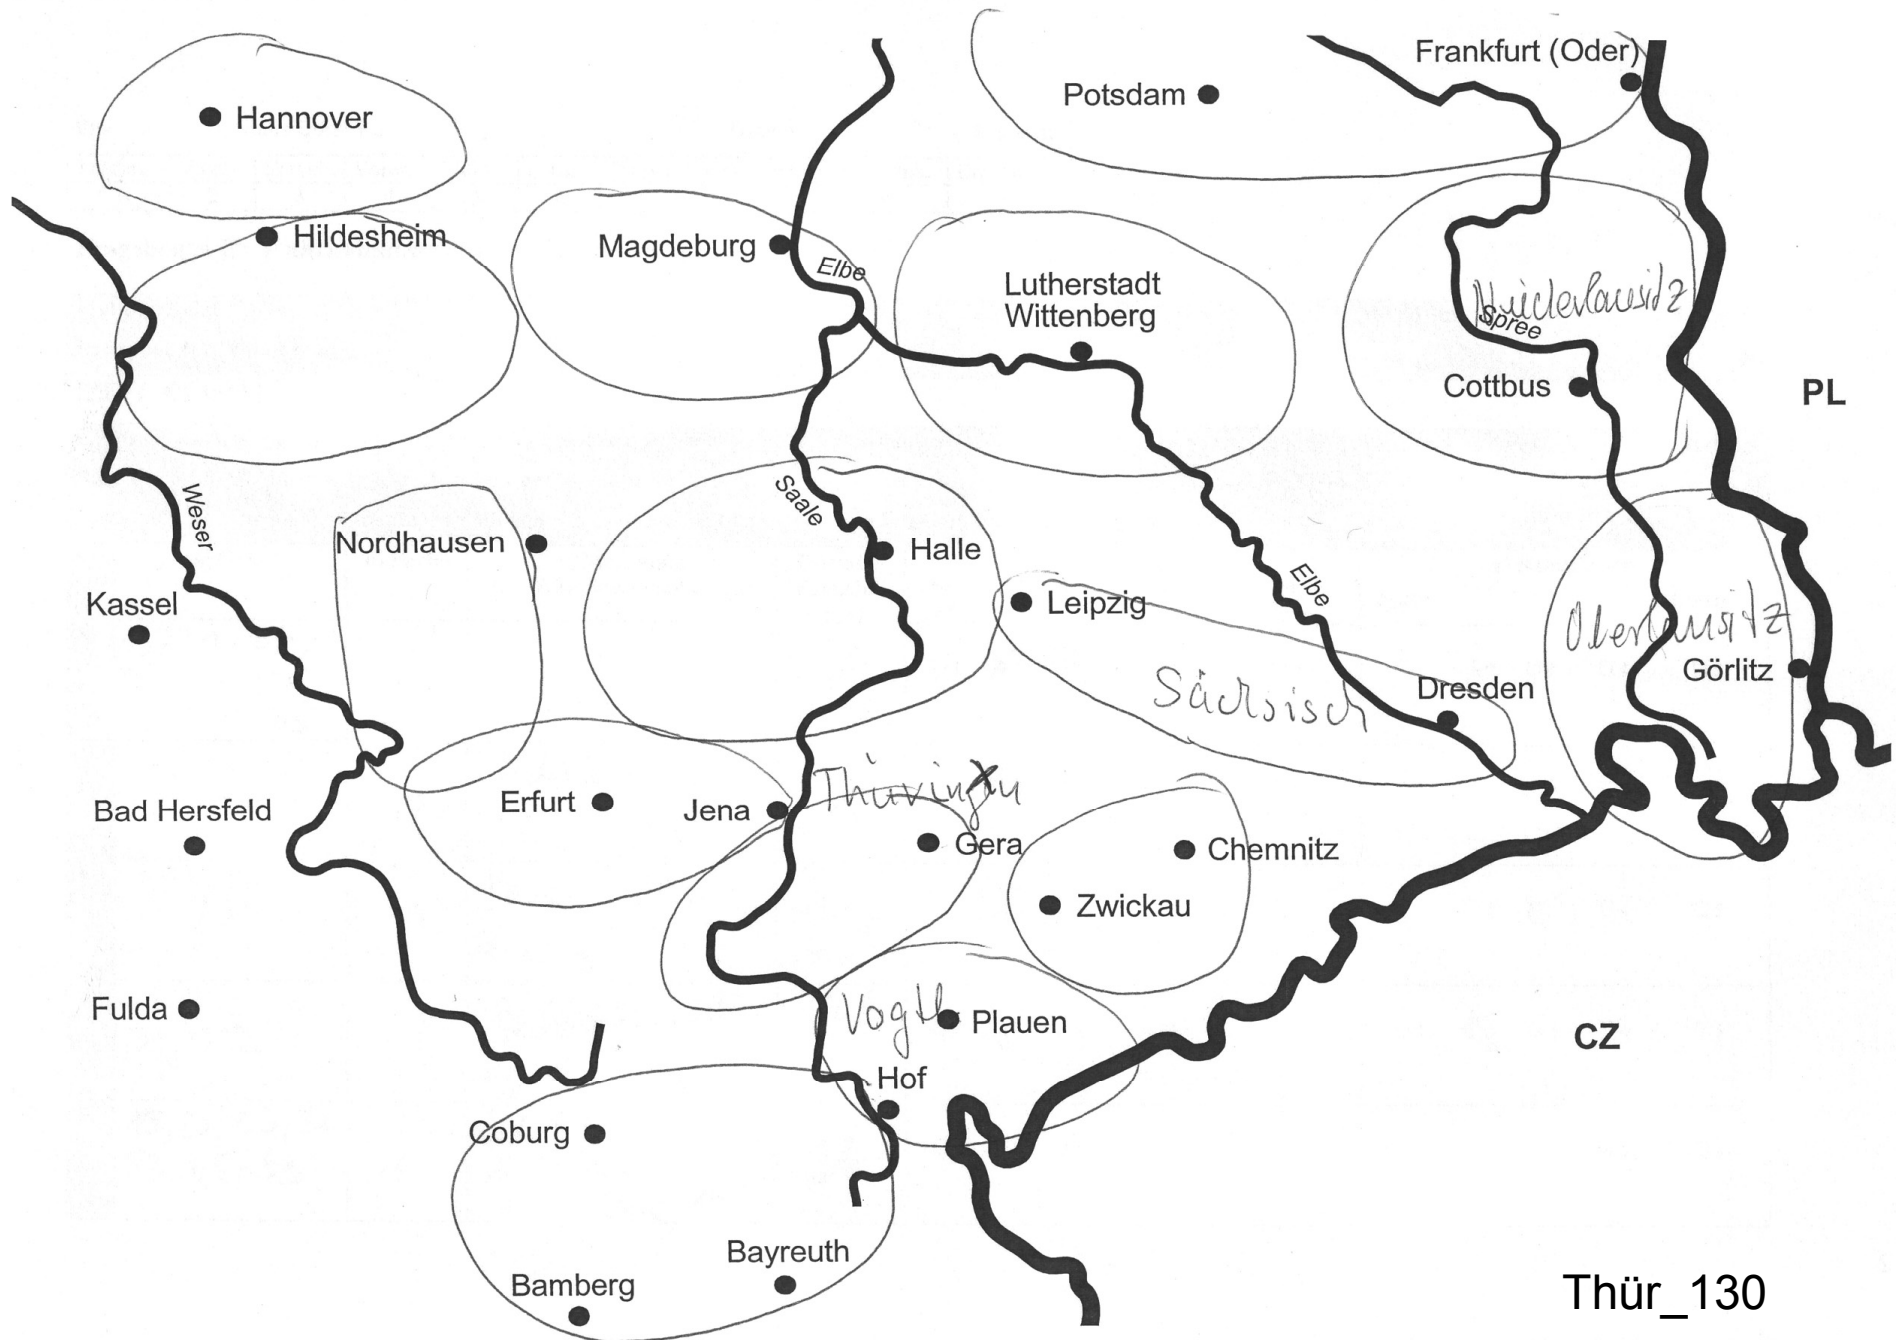 Frankfurt (Oder)
Potsdam
Hannover
Hildesheim
Magdeburg
Elbe
Lutherstadt
Wittenberg
Niederlausitz
Spree
Cottbus
PL
Weser
Saale
Nordhausen
Halle
Elbe
Kassel
Leipzig
Oberlausitz
Görlitz
Sächsisch
Dresden
Thüringen
Bad Hersfeld
Erfurt
Jena
Gera
Chemnitz
Zwickau
Fulda
Vogtl.
Plauen
CZ
Hof
Coburg
Bayreuth
Bamberg
Thür_130